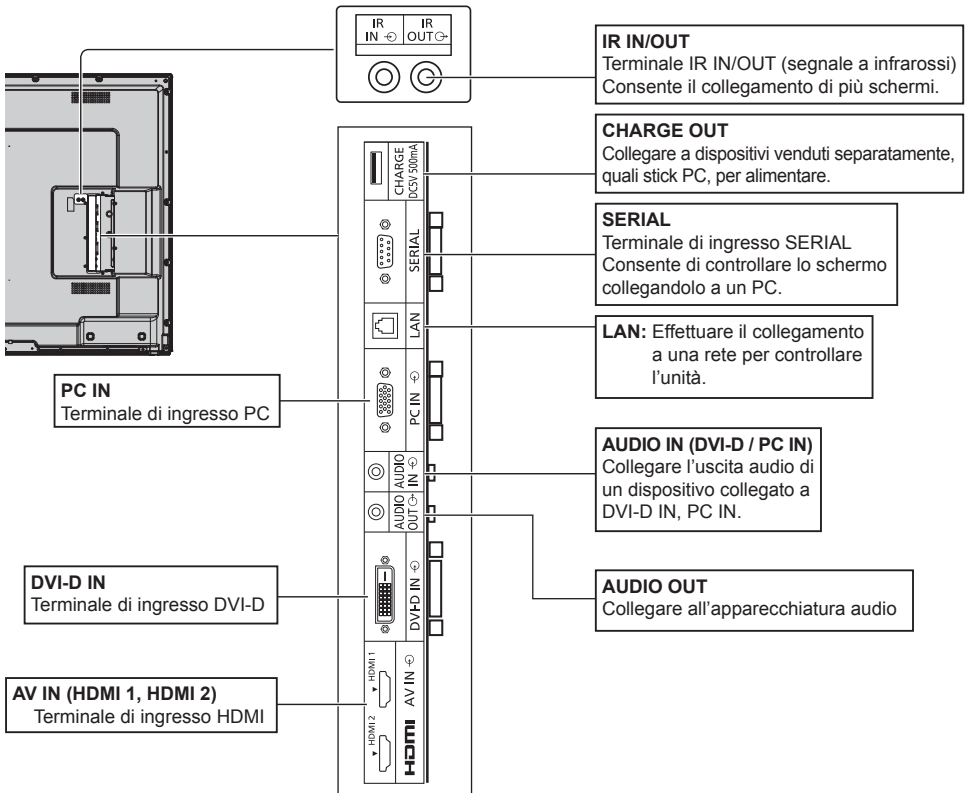 IR IN
IR OUT
IR IN/OUT
Terminale IR IN/OUT (segnale a infrarossi)
Consente il collegamento di più schermi.
CHARGE OUT
Collegare a dispositivi venduti separatamente,
quali stick PC, per alimentare.
SERIAL
Terminale di ingresso SERIAL
Consente di controllare lo schermo
collegandolo a un PC.
LAN: Effettuare il collegamento
a una rete per controllare
l’unità.
AUDIO IN (DVI-D / PC IN)
Collegare l’uscita audio di
un dispositivo collegato a
DVI-D IN, PC IN.
AUDIO OUT
Collegare all’apparecchiatura audio
PC IN
Terminale di ingresso PC
DVI-D IN
Terminale di ingresso DVI-D
AV IN (HDMI 1, HDMI 2)
Terminale di ingresso HDMI
CHARGE
DC5V 500mA
SERIAL
LAN
PC IN
AUDIO
IN
AUDIO
OUT
DVI-D IN
HDMI 1
HDMI 2
AV IN
HDMI